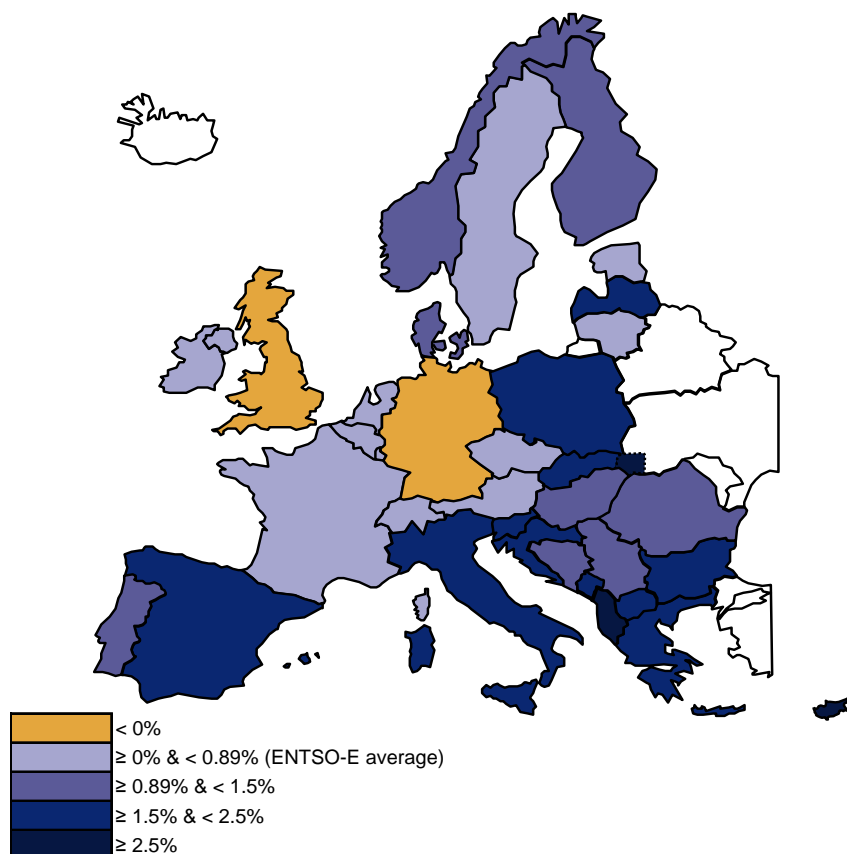 < 0%
≥ 0% & < 0.89% (ENTSO-E average)
≥ 0.89% & < 1.5%
≥ 1.5% & < 2.5%
≥ 2.5%